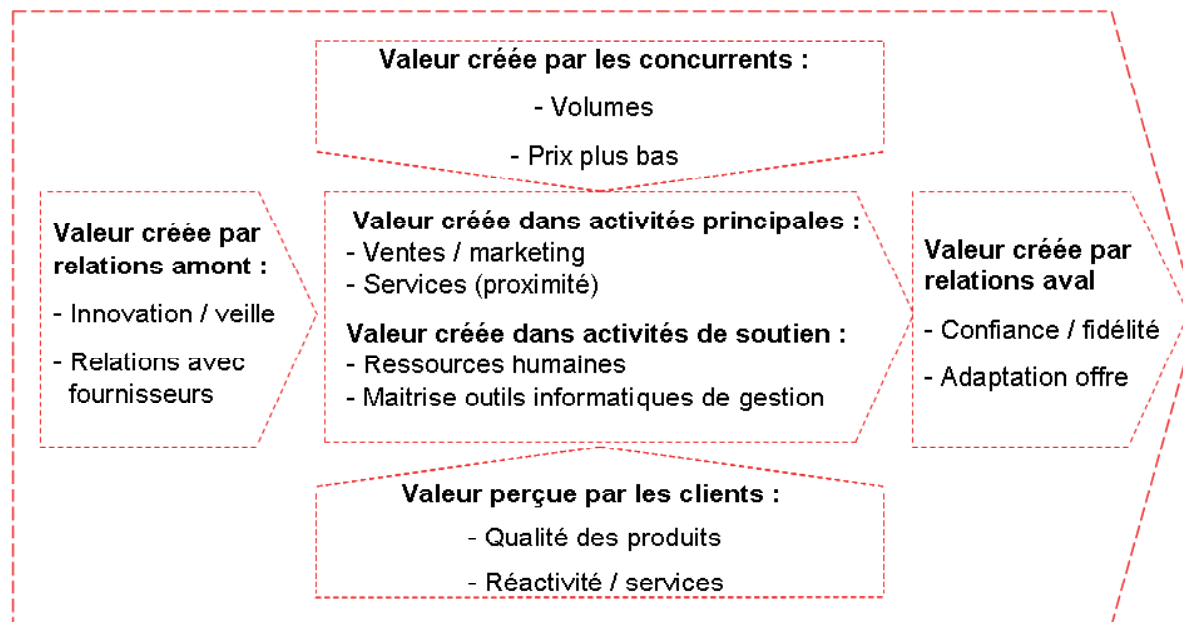 Valeur créée par les concurrents :
- Volumes
- Prix plus bas
Valeur créée par
relations amont :
- Innovation / veille
- Relations avec
fournisseurs
Valeur créée dans activités principales :
- Ventes / marketing
- Services (proximité)
Valeur créée dans activités de soutien :
- Ressources humaines
- Maitrise outils informatiques de gestion
Valeur créée par
relations aval
- Confiance / fidélité
- Adaptation offre
Valeur perçue par les clients :
- Qualité des produits
- Réactivité / services